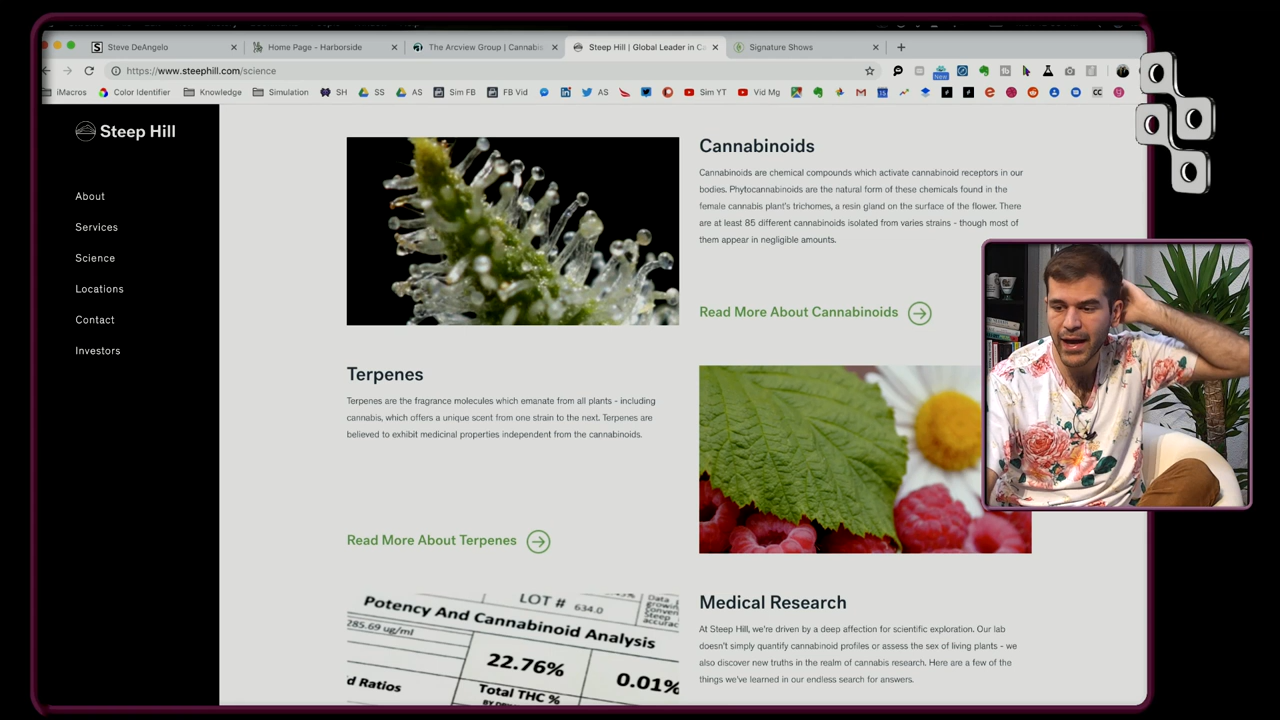 Steve DeAngelo
Home Page - Harborside
The Arcview Group | Cannabis
Steep Hill | Global Leader in Ca
Signature Shows
https://www.steephill.com/science
iMacros
Color Identifier
Knowledge
Simulation
SH
SS
AS
Sim FB
FB Vid
AS
Sim YT
Vid Mg
New
CC
Steep Hill
About
Services
Science
Locations
Contact
Investors
Cannabinoids
Cannabinoids are chemical compounds which activate cannabinoid receptors in our
bodies. Phytocannabinoids are the natural form of these chemicals found in the
female cannabis plant's trichomes, a resin gland on the surface of the flower. There
are at least 85 different cannabinoids isolated from varies strains - though most of
them appear in negligible amounts.
Read More About Cannabinoids
Terpenes
Terpenes are the fragrance molecules which emanate from all plants - including
cannabis, which offers a unique scent from one strain to the next. Terpenes are
believed to exhibit medicinal properties independent from the cannabinoids.
Read More About Terpenes
LOT # 634.0
Potency And Cannabinoid Analysis
285.69 ug/ml
22.76%
0.01%
d Ratios
Total THC %
Medical Research
At Steep Hill, we're driven by a deep affection for scientific exploration. Our lab
doesn't simply quantify cannabinoid profiles or assess the sex of living plants - we
also discover new truths in the realm of cannabis research. Here are a few of the
things we've learned in our endless search for answers.